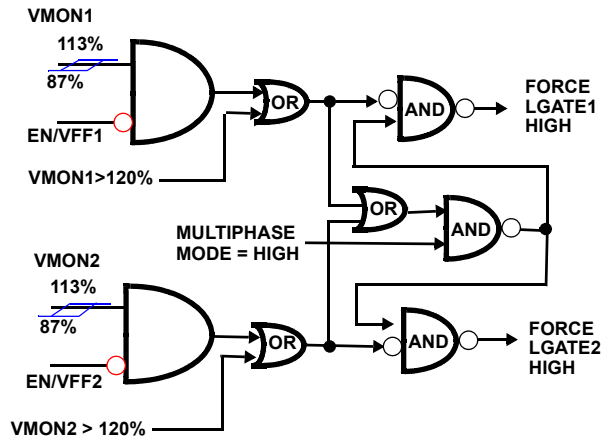 VMON1
113%
87%
EN/VFF1
VMON1>120%
OR
AND
FORCE
LGATE1
HIGH
OR
AND
MULTIPHASE
MODE = HIGH
VMON2
113%
87%
EN/VFF2
VMON2 > 120%
OR
AND
FORCE
LGATE2
HIGH